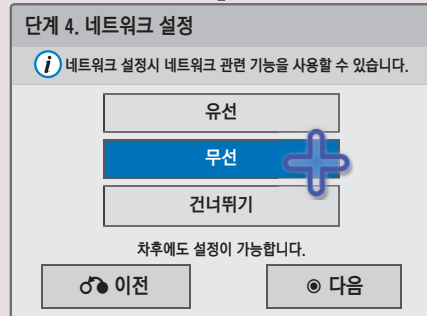 단계 4. 네트워크 설정
네트워크 설정시 네트워크 관련 기능을 사용할 수 있습니다.
유선
무선
건너뛰기
차후에도 설정이 가능합니다.
이전
다음